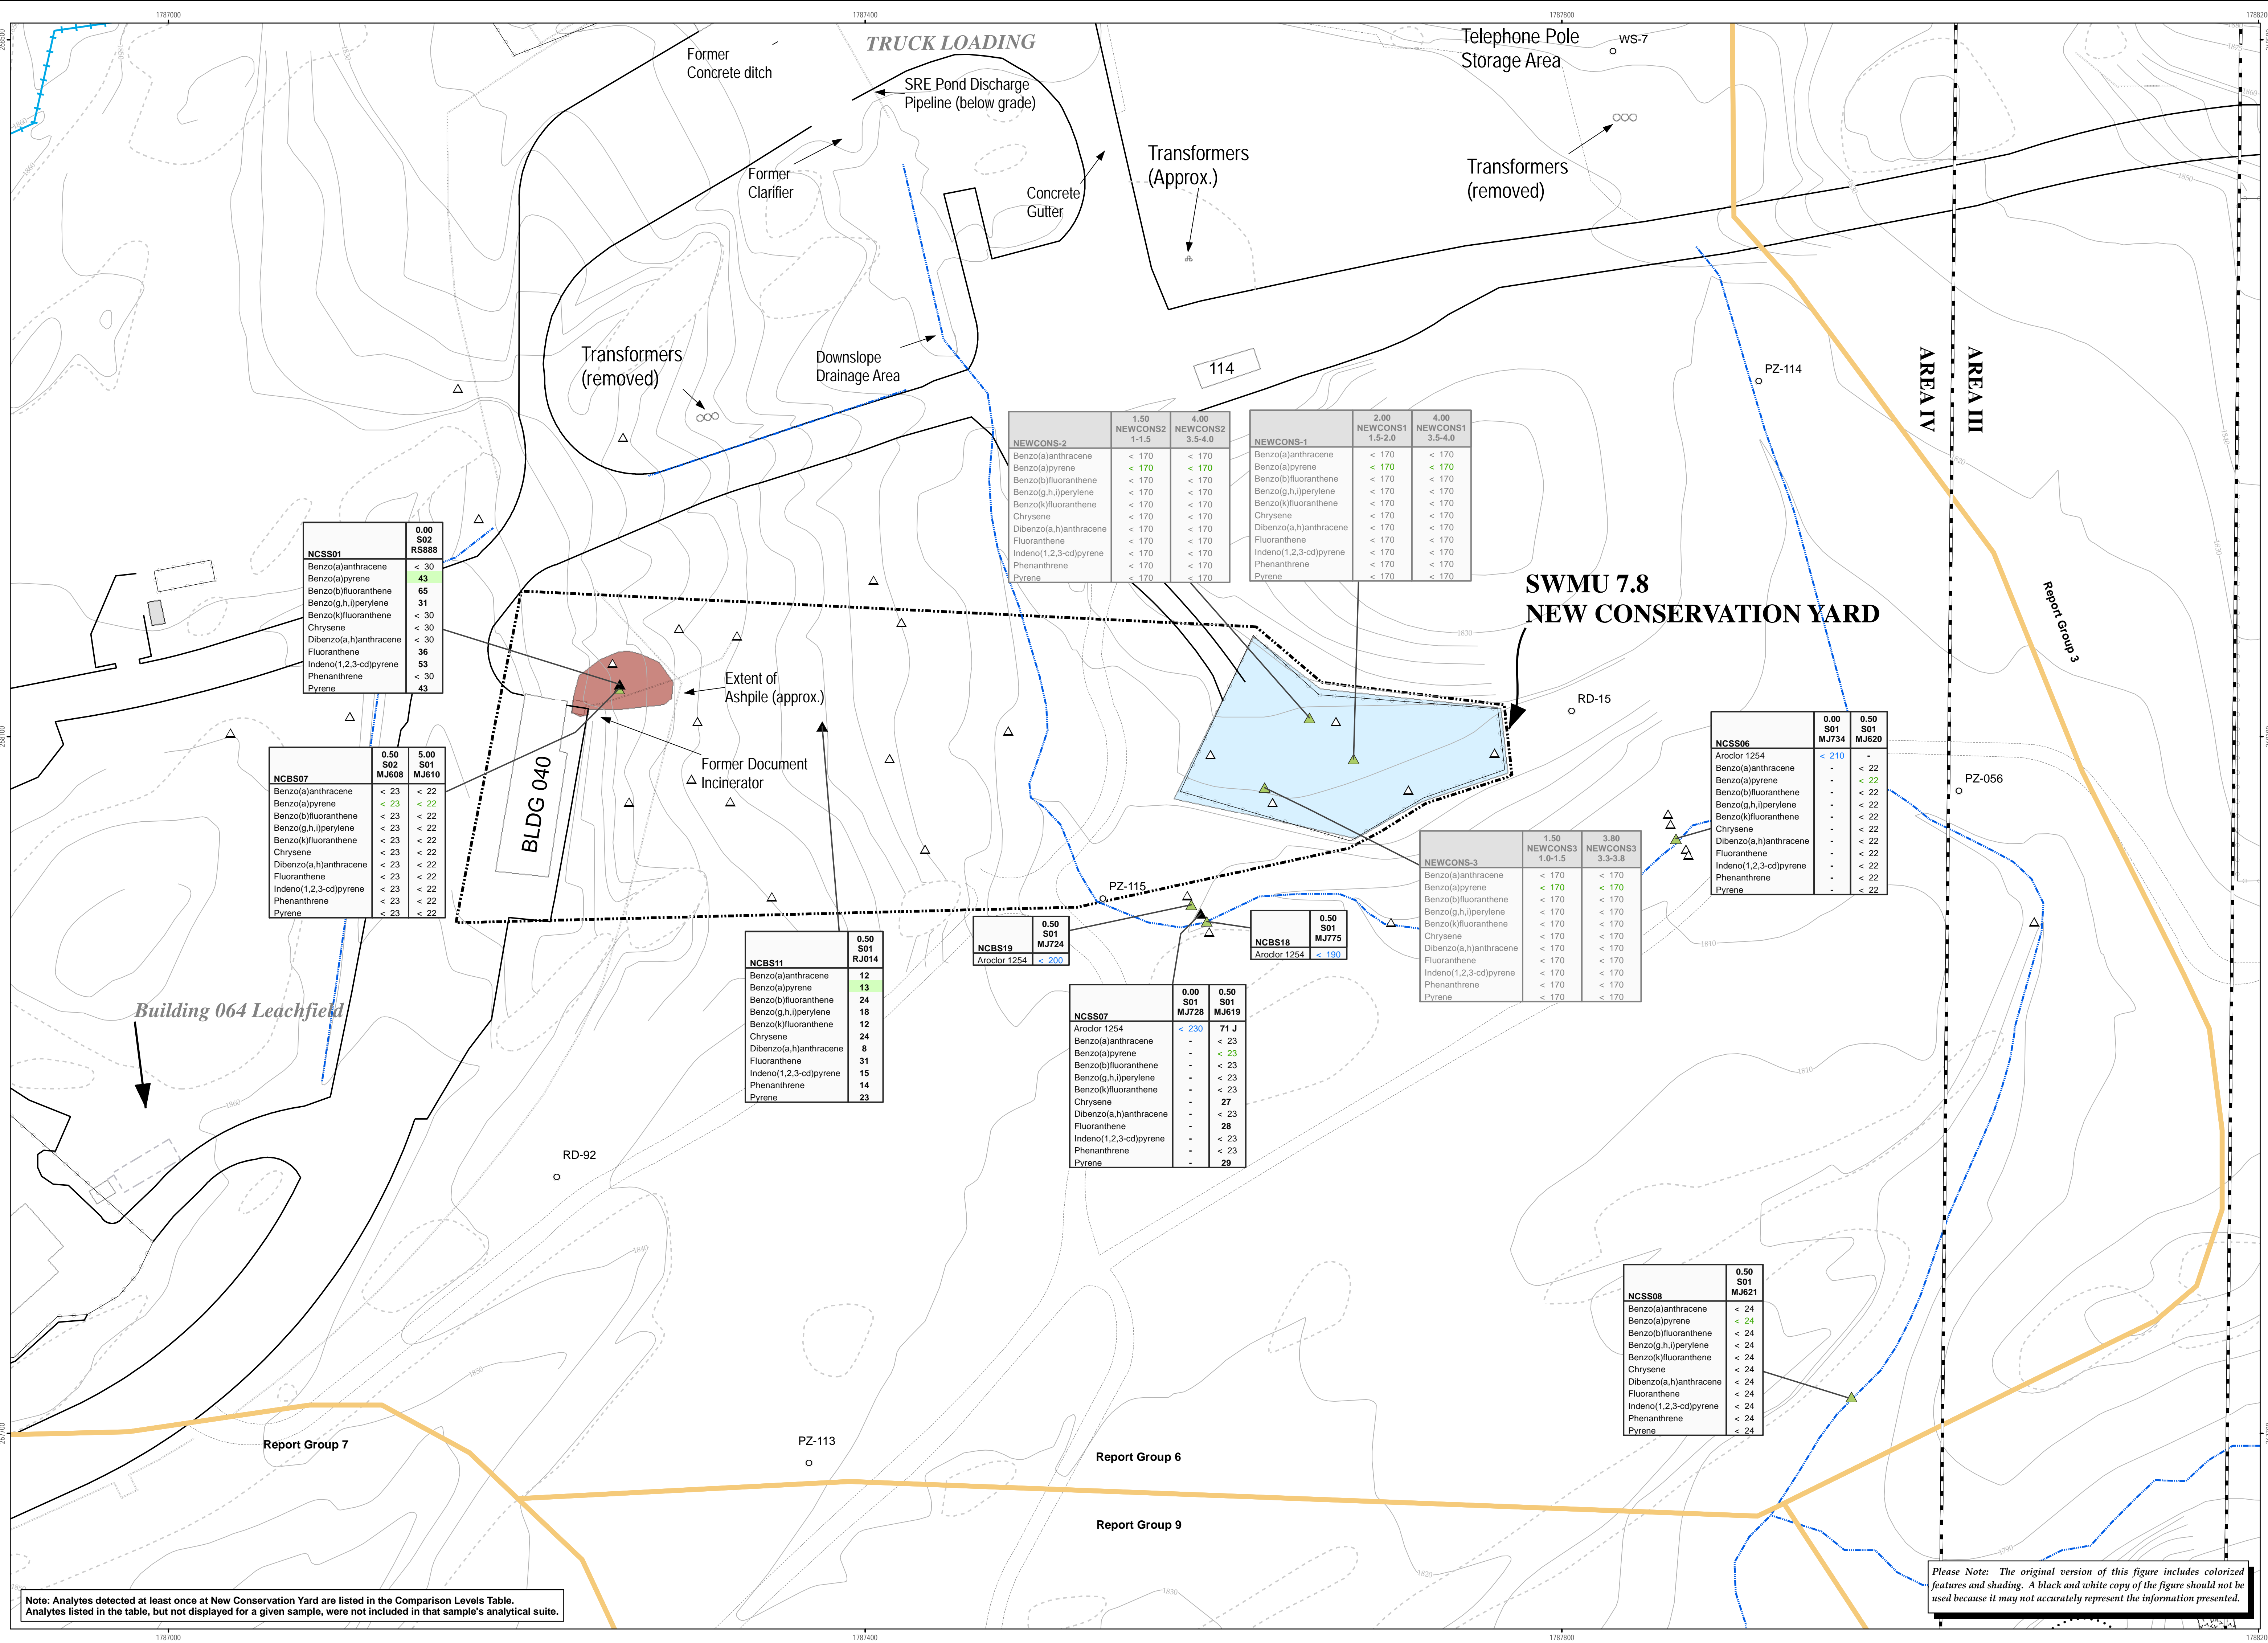 1787000
1787400
1787800
1788200
268500
TRUCK LOADING
Former
Concrete ditch
SRE Pond Discharge
Pipeline (below grade)
Telephone Pole
Storage Area
WS-7
Former
Clarifier
Concrete
Gutter
Transformers
(Approx.)
Transformers
(removed)
1850
1860
1860
1850
Transformers
(removed)
Downslope
Drainage Area
114
PZ-114
AREA IV
AREA III
1840
1830
1820
NEWCONS-2
1.50 4.00
NEWCONS2 NEWCONS2
1-1.5 3.5-4.0
Benzo(a)anthracene < 170 < 170
Benzo(a)pyrene < 170 < 170
Benzo(b)fluoranthene < 170 < 170
Benzo(g,h,i)perylene < 170 < 170
Benzo(k)fluoranthene < 170 < 170
Chrysene < 170 < 170
Dibenzo(a,h)anthracene < 170 < 170
Fluoranthene < 170 < 170
Indeno(1,2,3-cd)pyrene < 170 < 170
Phenanthrene < 170 < 170
Pyrene < 170 < 170
NEWCONS-1
2.00 4.00
NEWCONS1 NEWCONS1
1.5-2.0 3.5-4.0
Benzo(a)anthracene < 170 < 170
Benzo(a)pyrene < 170 < 170
Benzo(b)fluoranthene < 170 < 170
Benzo(g,h,i)perylene < 170 < 170
Benzo(k)fluoranthene < 170 < 170
Chrysene < 170 < 170
Dibenzo(a,h)anthracene < 170 < 170
Fluoranthene < 170 < 170
Indeno(1,2,3-cd)pyrene < 170 < 170
Phenanthrene < 170 < 170
Pyrene < 170 < 170
NCSS01
0.00
S02
RS888
Benzo(a)anthracene < 30
Benzo(a)pyrene 43
Benzo(b)fluoranthene 65
Benzo(g,h,i)perylene 31
Benzo(k)fluoranthene < 30
Chrysene < 30
Dibenzo(a,h)anthracene < 30
Fluoranthene 36
Indeno(1,2,3-cd)pyrene 53
Phenanthrene < 30
Pyrene 43
SWMU 7.8
NEW CONSERVATION YARD
1830
Report Group 3
Extent of
Ashpile (approx.)
RD-15
268100
Former Document
Incinerator
BLDG 040
PZ-056
NCBS07
0.50 5.00
S02 S01
MJ608 MJ610
Benzo(a)anthracene < 23 < 22
Benzo(a)pyrene < 23 < 22
Benzo(b)fluoranthene < 23 < 22
Benzo(g,h,i)perylene < 23 < 22
Benzo(k)fluoranthene < 23 < 22
Chrysene < 23 < 22
Dibenzo(a,h)anthracene < 23 < 22
Fluoranthene < 23 < 22
Indeno(1,2,3-cd)pyrene < 23 < 22
Phenanthrene < 23 < 22
Pyrene < 23 < 22
NCSS06
0.00 0.50
S01 S01
MJ734 MJ620
Aroclor 1254 < 210 -
Benzo(a)anthracene - < 22
Benzo(a)pyrene - < 22
Benzo(b)fluoranthene - < 22
Benzo(g,h,i)perylene - < 22
Benzo(k)fluoranthene - < 22
Chrysene - < 22
Dibenzo(a,h)anthracene - < 22
Fluoranthene - < 22
Indeno(1,2,3-cd)pyrene - < 22
Phenanthrene - < 22
Pyrene - < 22
NEWCONS-3
1.50 3.80
NEWCONS3 NEWCONS3
1.0-1.5 3.3-3.8
Benzo(a)anthracene < 170 < 170
Benzo(a)pyrene < 170 < 170
Benzo(b)fluoranthene < 170 < 170
Benzo(g,h,i)perylene < 170 < 170
Benzo(k)fluoranthene < 170 < 170
Chrysene < 170 < 170
Dibenzo(a,h)anthracene < 170 < 170
Fluoranthene < 170 < 170
Indeno(1,2,3-cd)pyrene < 170 < 170
Phenanthrene < 170 < 170
Pyrene < 170 < 170
PZ-115
NCBS19
0.50
S01
MJ724
Aroclor 1254 < 200
NCBS18
0.50
S01
MJ775
Aroclor 1254 < 190
1810
NCBS11
0.50
S01
RJ014
Benzo(a)anthracene 12
Benzo(a)pyrene 13
Benzo(b)fluoranthene 24
Benzo(g,h,i)perylene 18
Benzo(k)fluoranthene 12
Chrysene 24
Dibenzo(a,h)anthracene 8
Fluoranthene 31
Indeno(1,2,3-cd)pyrene 15
Phenanthrene 14
Pyrene 23
NCSS07
0.00 0.50
S01 S01
MJ728 MJ619
Aroclor 1254 < 230 71 J
Benzo(a)anthracene - < 23
Benzo(a)pyrene - < 23
Benzo(b)fluoranthene - < 23
Benzo(g,h,i)perylene - < 23
Benzo(k)fluoranthene - < 23
Chrysene - 27
Dibenzo(a,h)anthracene - < 23
Fluoranthene - 28
Indeno(1,2,3-cd)pyrene - < 23
Phenanthrene - < 23
Pyrene - 29
Building 064 Leachfield
1810
1860
RD-92
1840
1850
NCSS08
0.50
S01
MJ621
Benzo(a)anthracene < 24
Benzo(a)pyrene < 24
Benzo(b)fluoranthene < 24
Benzo(g,h,i)perylene < 24
Benzo(k)fluoranthene < 24
Chrysene < 24
Dibenzo(a,h)anthracene < 24
Fluoranthene < 24
Indeno(1,2,3-cd)pyrene < 24
Phenanthrene < 24
Pyrene < 24
267700
Report Group 7
PZ-113
Report Group 6
Report Group 9
1790
1820
1830
Note: Analytes detected at least once at New Conservation Yard are listed in the Comparison Levels Table.
Analytes listed in the table, but not displayed for a given sample, were not included in that sample's analytical suite.
Please Note: The original version of this figure includes colorized
features and shading. A black and white copy of the figure should not be
used because it may not accurately represent the information presented.
1787000
1787400
1787800
1788200